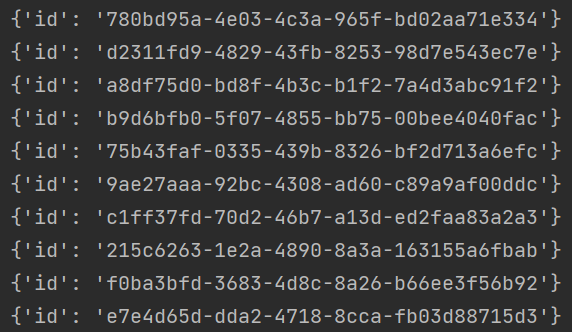 {'id': '780bd95a-4e03-4c3a-965f-bd02aa71e334'}
{'id': 'd2311fd9-4829-43fb-8253-98d7e543ec7e'}
{'id': 'a8df75d0-bd8f-4b3c-b1f2-7a4d3abc91f2'}
{'id': 'b9d6bfb0-5f07-4855-bb75-00bee4040fac'}
{'id': '75b43faf-0335-439b-8326-bf2d713a6efc'}
{'id': '9ae27aaa-92bc-4308-ad60-c89a9af00ddc'}
{'id': 'c1ff37fd-70d2-46b7-a13d-ed2faa83a2a3'}
{'id': '215c6263-1e2a-4890-8a3a-163155a6fbab'}
{'id': 'f0ba3bfd-3683-4d8c-8a26-b66ee3f56b92'}
{'id': 'e7e4d65d-dda2-4718-8cca-fb03d88715d3'}